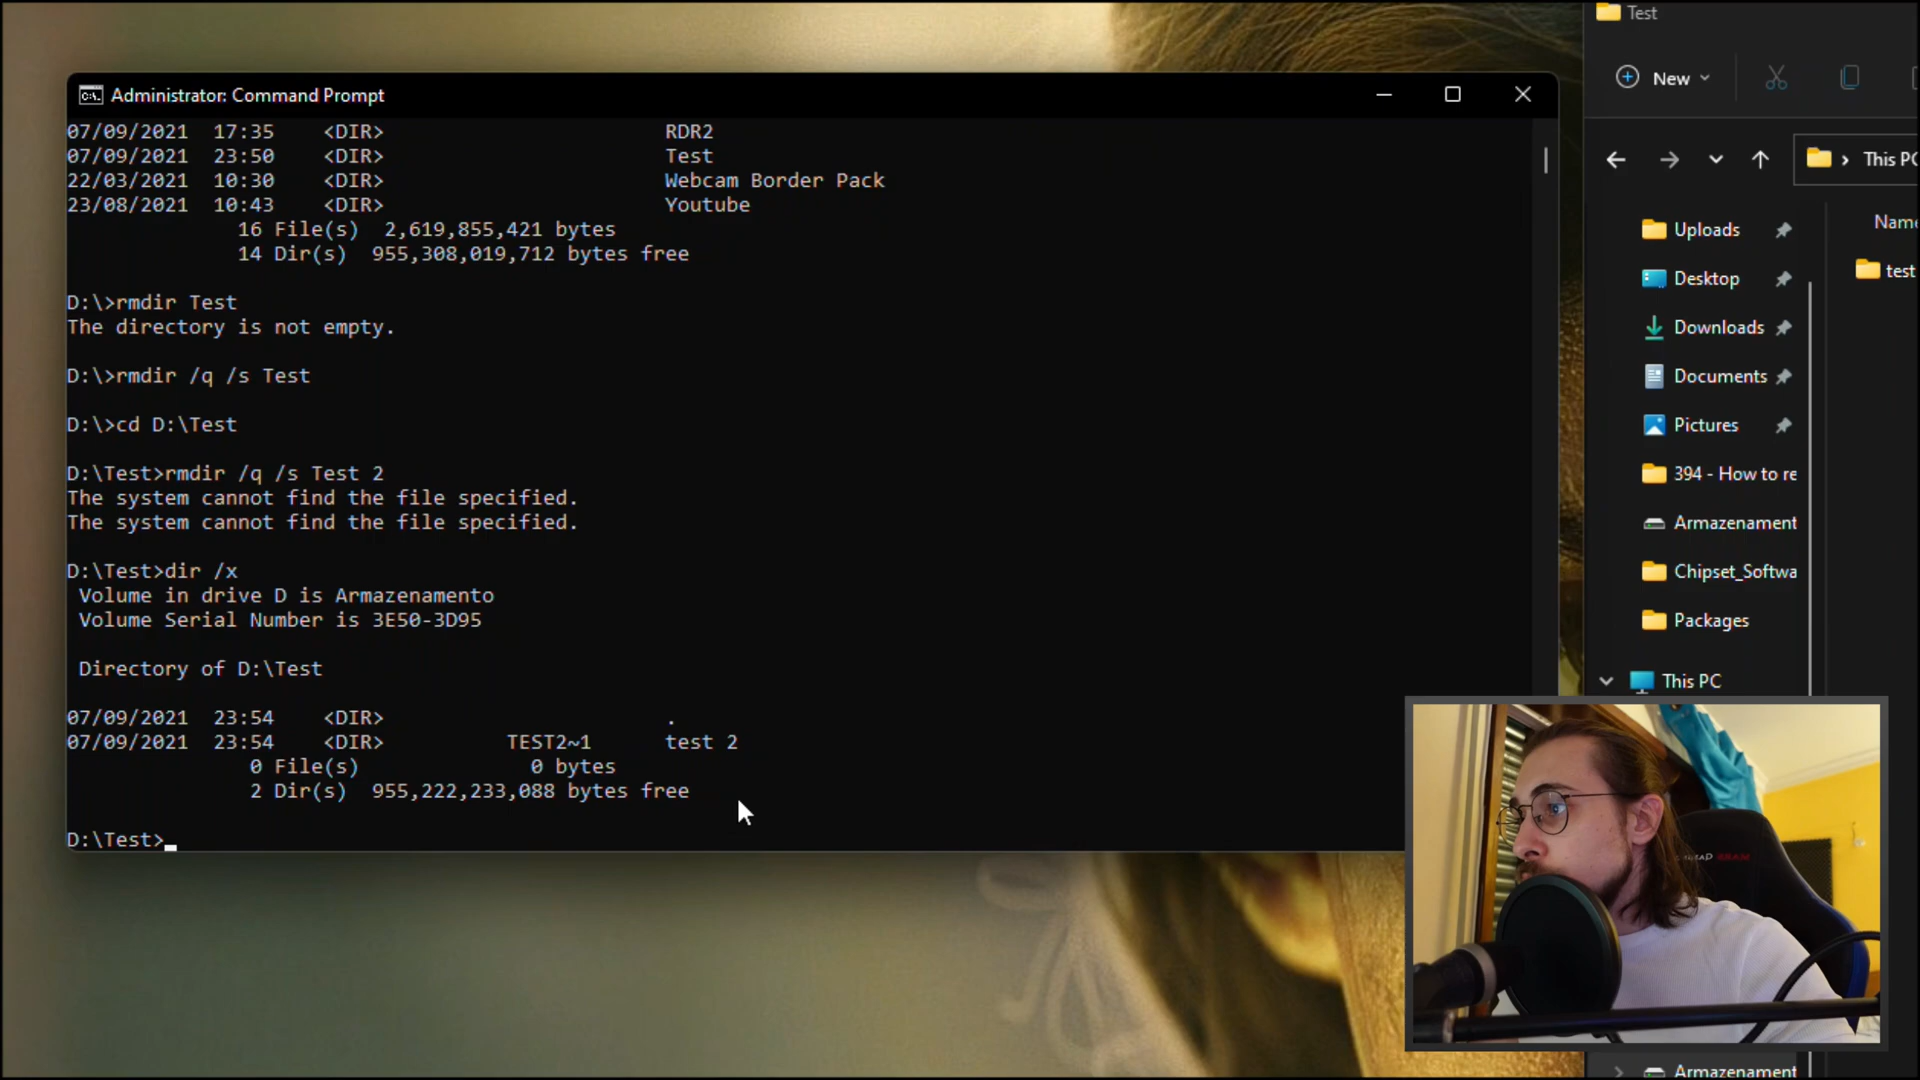 Administrator: Command Prompt
07/09/2021 17:35 <DIR> RDR2
07/09/2021 23:50 <DIR> Test
22/03/2021 10:30 <DIR> Webcam Border Pack
23/08/2021 10:43 <DIR> Youtube
16 File(s) 2,619,855,421 bytes
14 Dir(s) 955,308,019,712 bytes free
D:\>rmdir Test
The directory is not empty.
D:\>rmdir /q /s Test
D:\>cd D:\Test
D:\Test>rmdir /q /s Test 2
The system cannot find the file specified.
The system cannot find the file specified.
D:\Test>dir /x
Volume in drive D is Armazenamento
Volume Serial Number is 3E50-3D95
Directory of D:\Test
07/09/2021 23:54 <DIR> .
07/09/2021 23:54 <DIR> TEST2~1 test 2
0 File(s) 0 bytes
2 Dir(s) 955,222,233,088 bytes free
D:\Test>
Test
New
This PC
Name
Uploads
test
Desktop
Downloads
Documents
Pictures
394 - How to re
Armazenament
Chipset_Softwa
Packages
This PC
Armazenament